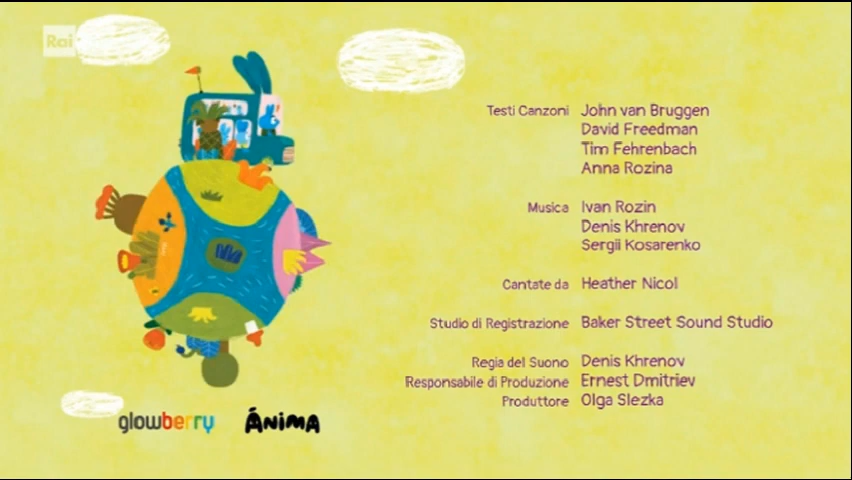 Rai
Testi Canzoni John van Bruggen
David Freedman
Tim Fehrenbach
Anna Rozina
Musica Ivan Rozin
Denis Khrenov
Sergii Kosarenko
Cantate da Heather Nicol
Studio di Registrazione Baker Street Sound Studio
Regia del Suono Denis Khrenov
Responsabile di Produzione Ernest Dmitriev
Produttore Olga Slezka
glowberry ÁNIMA